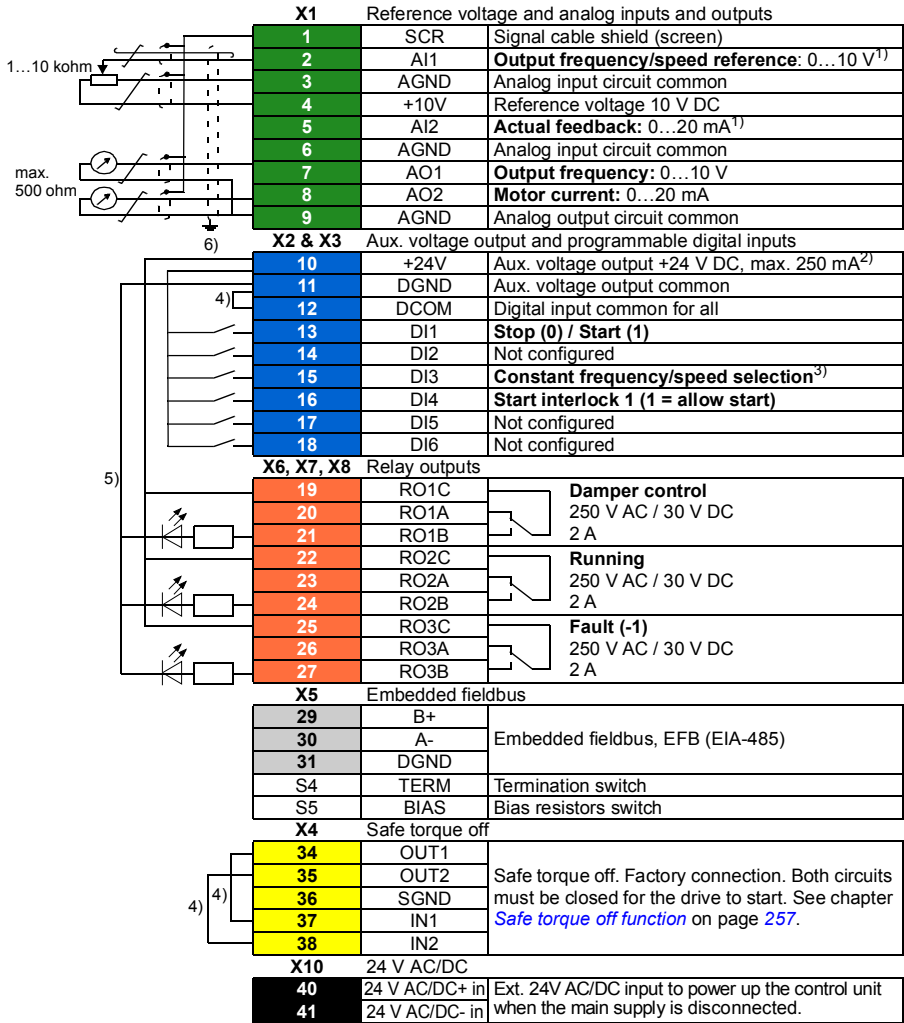 X1 Reference voltage and analog inputs and outputs
1 SCR Signal cable shield (screen)
2 AI1 Output frequency/speed reference: 0…10 V1)
1…10 kohm
3 AGND Analog input circuit common
4 +10V Reference voltage 10 V DC
5 AI2 Actual feedback: 0…20 mA1)
6 AGND Analog input circuit common
max.
500 ohm
7 AO1 Output frequency: 0…10 V
8 AO2 Motor current: 0…20 mA
9 AGND Analog output circuit common
6)
X2 & X3 Aux. voltage output and programmable digital inputs
10 +24V Aux. voltage output +24 V DC, max. 250 mA2)
11 DGND Aux. voltage output common
4)
12 DCOM Digital input common for all
13 DI1 Stop (0) / Start (1)
14 DI2 Not configured
15 DI3 Constant frequency/speed selection3)
16 DI4 Start interlock 1 (1 = allow start)
17 DI5 Not configured
18 DI6 Not configured
5)
X6, X7, X8 Relay outputs
19 RO1C Damper control
20 RO1A 250 V AC / 30 V DC
21 RO1B 2 A
22 RO2C Running
23 RO2A 250 V AC / 30 V DC
24 RO2B 2 A
25 RO3C Fault (-1)
26 RO3A 250 V AC / 30 V DC
27 RO3B 2 A
X5 Embedded fieldbus
29 B+
30 A- Embedded fieldbus, EFB (EIA-485)
31 DGND
S4 TERM Termination switch
S5 BIAS Bias resistors switch
X4 Safe torque off
34 OUT1
35 OUT2 Safe torque off. Factory connection. Both circuits
36 SGND must be closed for the drive to start. See chapter
37 IN1 Safe torque off function on page 257.
38 IN2
4) 4)
X10 24 V AC/DC
40 24 V AC/DC+ in Ext. 24V AC/DC input to power up the control unit
41 24 V AC/DC- in when the main supply is disconnected.